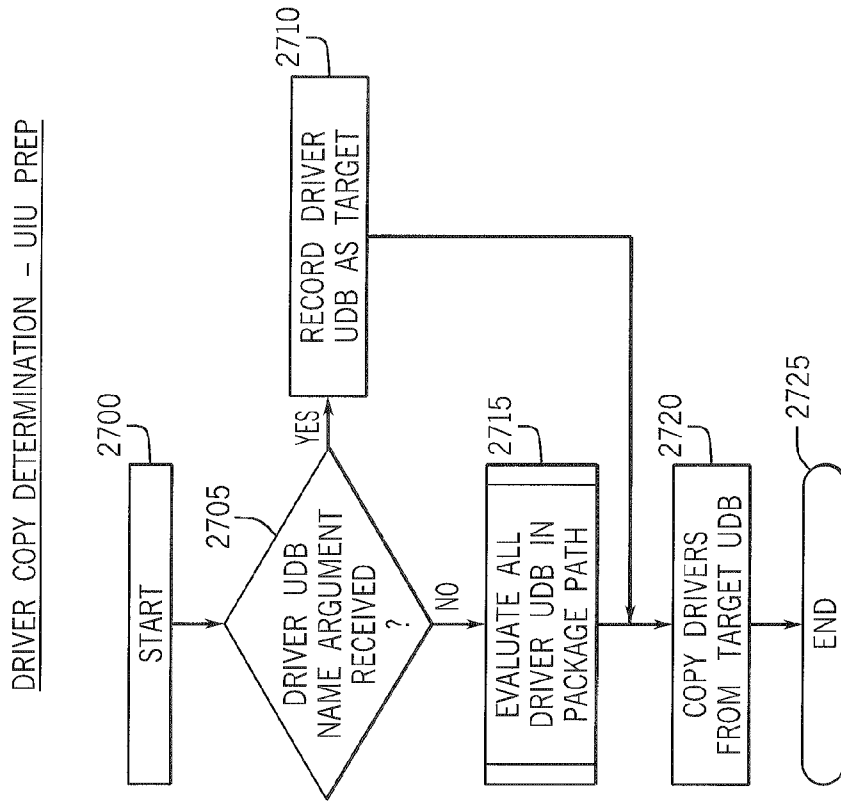 DRIVER COPY DETERMINATION - UIU PREP
2700
START
2705
DRIVER UDB
NAME ARGUMENT
RECEIVED
?
YES
2710
RECORD DRIVER
UDB AS TARGET
NO
2715
EVALUATE ALL
DRIVER UDB IN
PACKAGE PATH
2720
COPY DRIVERS
FROM TARGET UDB
2725
END